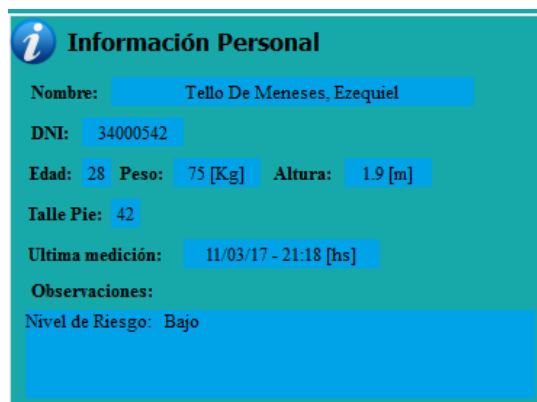 Información Personal
Nombre: Tello De Meneses, Ezequiel
DNI: 34000542
Edad: 28 Peso: 75 [Kg] Altura: 1.9 [m]
Talle Pie: 42
Ultima medición: 11/03/17 - 21:18 [hs]
Observaciones:
Nivel de Riesgo: Bajo